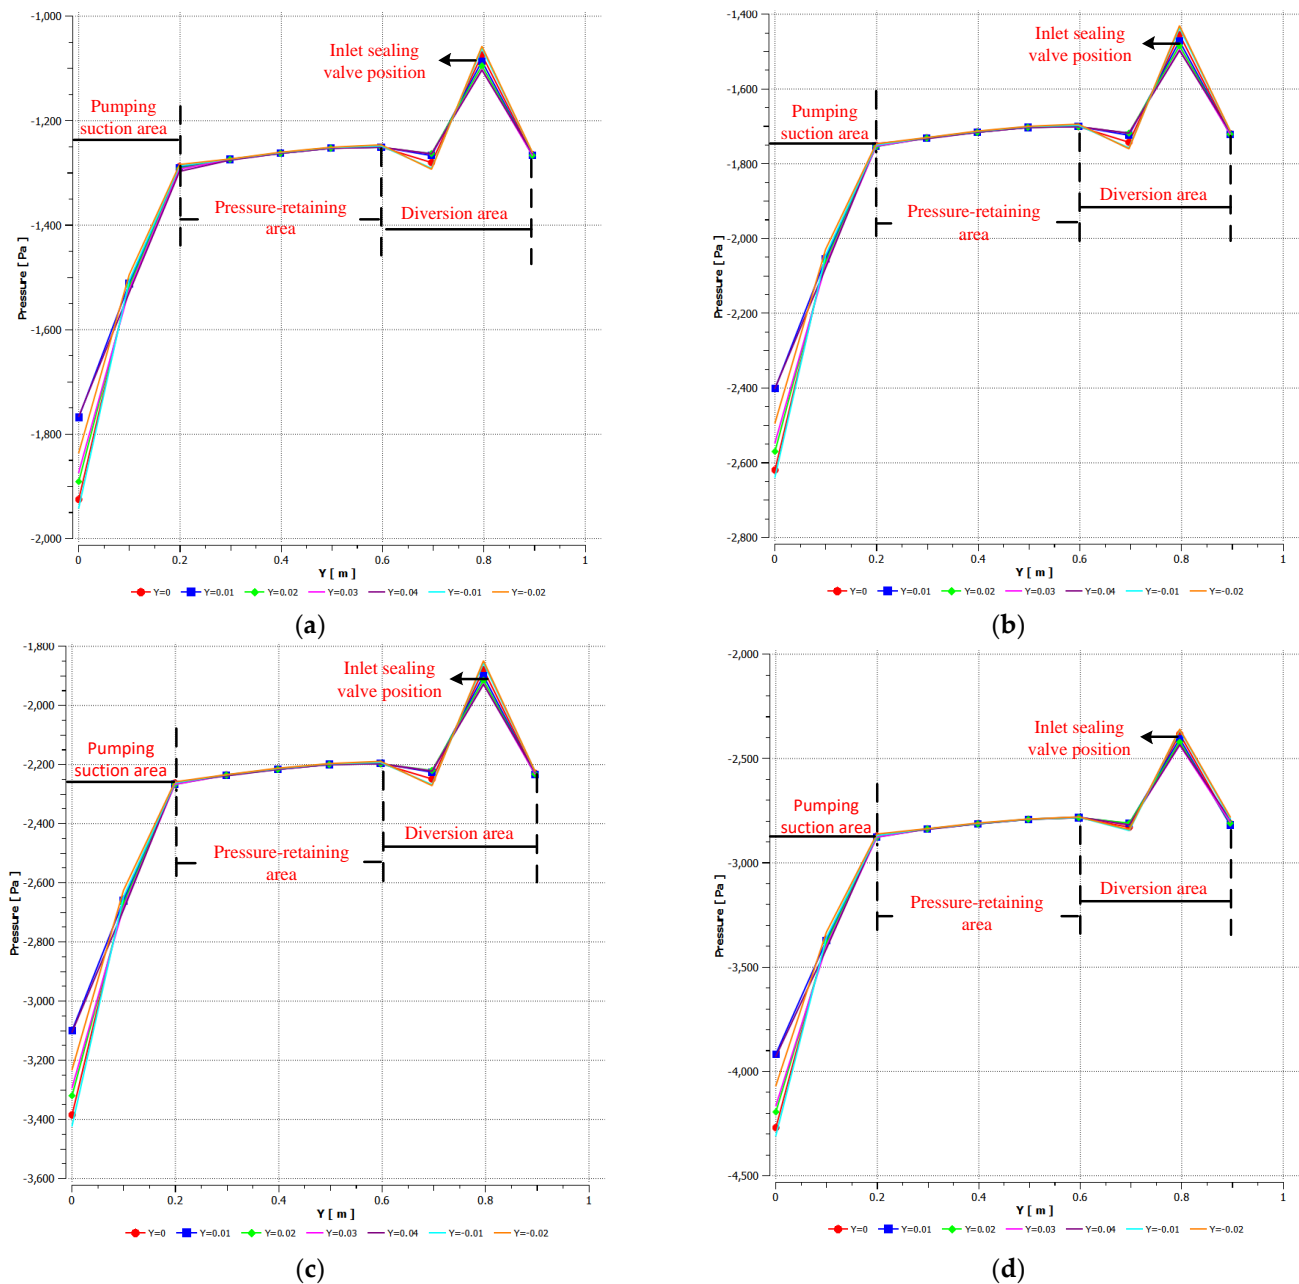 -1,000
-1,200
-1,400
-1,600
-1,800
-2,000
Pressure [ Pa ]
Pumping
suction area
Inlet sealing
valve position
Pressure-retaining
area
Diversion area
0 0.2 0.4 0.6 0.8 1
Y [ m ]
Y=0 Y=0.01 Y=0.02 Y=0.03 Y=0.04 Y=-0.01 Y=-0.02
(a)
-1,400
-1,600
-1,800
-2,000
-2,200
-2,400
-2,600
-2,800
Pressure [ Pa ]
Pumping
suction area
Inlet sealing
valve position
Pressure-retaining
area
Diversion area
0 0.2 0.4 0.6 0.8 1
Y [ m ]
Y=0 Y=0.01 Y=0.02 Y=0.03 Y=0.04 Y=-0.01 Y=-0.02
(b)
-1,800
-2,000
-2,200
-2,400
-2,600
-2,800
-3,000
-3,200
-3,400
-3,600
Pressure [ Pa ]
Pumping
suction area
Inlet sealing
valve position
Pressure-retaining
area
Diversion area
0 0.2 0.4 0.6 0.8 1
Y [ m ]
Y=0 Y=0.01 Y=0.02 Y=0.03 Y=0.04 Y=-0.01 Y=-0.02
(c)
-2,000
-2,500
-3,000
-3,500
-4,000
-4,500
Pressure [ Pa ]
Pumping
suction area
Inlet sealing
valve position
Pressure-retaining
area
Diversion area
0 0.2 0.4 0.6 0.8 1
Y [ m ]
Y=0 Y=0.01 Y=0.02 Y=0.03 Y=0.04 Y=-0.01 Y=-0.02
(d)